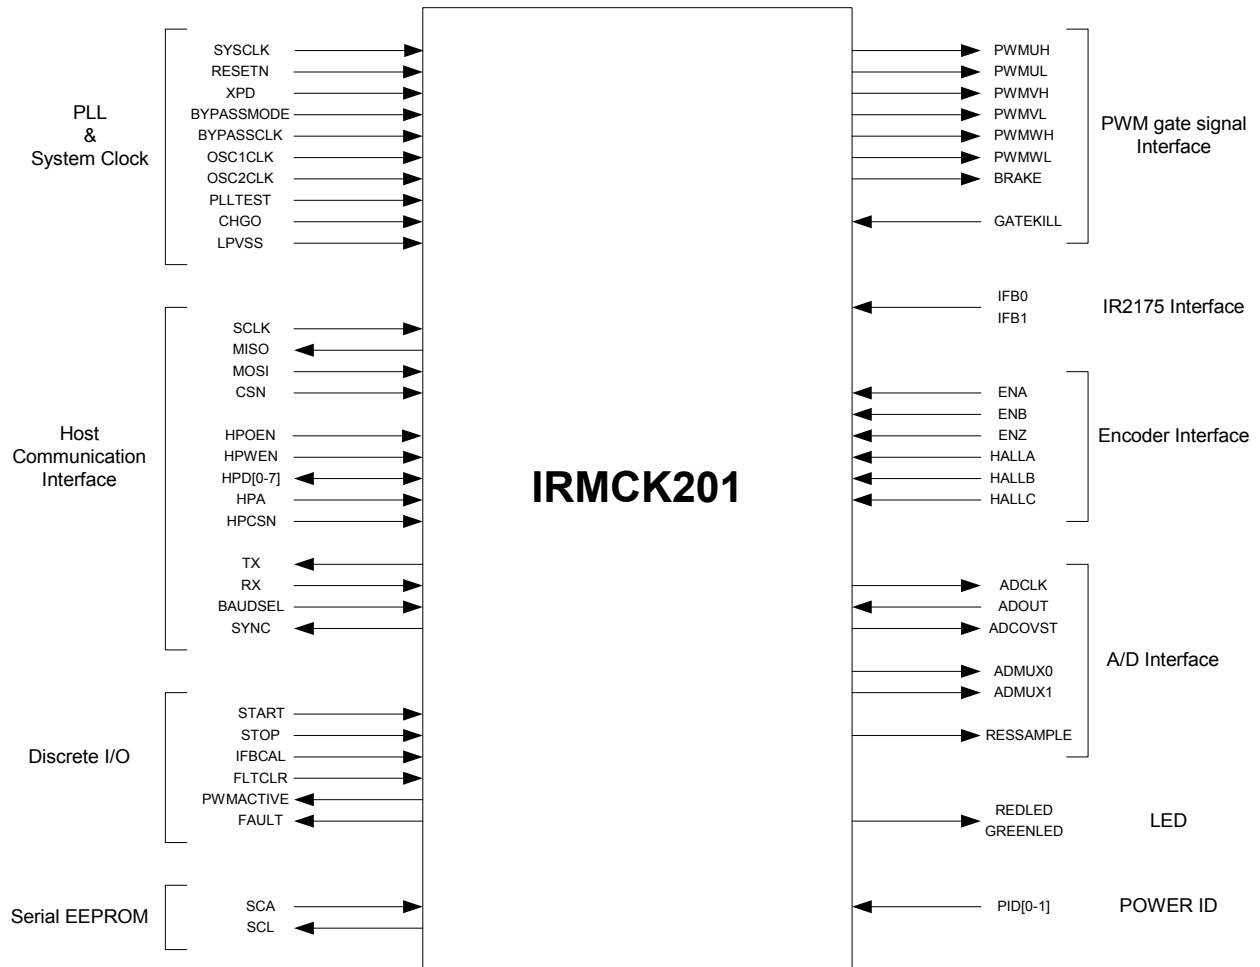 PLL
&
System Clock
SYSCLK
RESETN
XPD
BYPASSMODE
BYPASSCLK
OSC1CLK
OSC2CLK
PLLTEST
CHGO
LPVSS
Host
Communication
Interface
SCLK
MISO
MOSI
CSN
HPOEN
HPWEN
HPD[0-7]
HPA
HPCSN
TX
RX
BAUDSEL
SYNC
Discrete I/O
START
STOP
IFBCAL
FLTCLR
PWMACTIVE
FAULT
Serial EEPROM
SCA
SCL
IRMCK201
PWMUH
PWMUL
PWMVH
PWMVL
PWMWH
PWMWL
BRAKE
GATEKILL
PWM gate signal
Interface
IFB0
IFB1
IR2175 Interface
ENA
ENB
ENZ
HALLA
HALLB
HALLC
Encoder Interface
ADCLK
ADOUT
ADCOVST
ADMUX0
ADMUX1
RESSAMPLE
A/D Interface
REDLED
GREENLED
LED
PID[0-1]
POWER ID